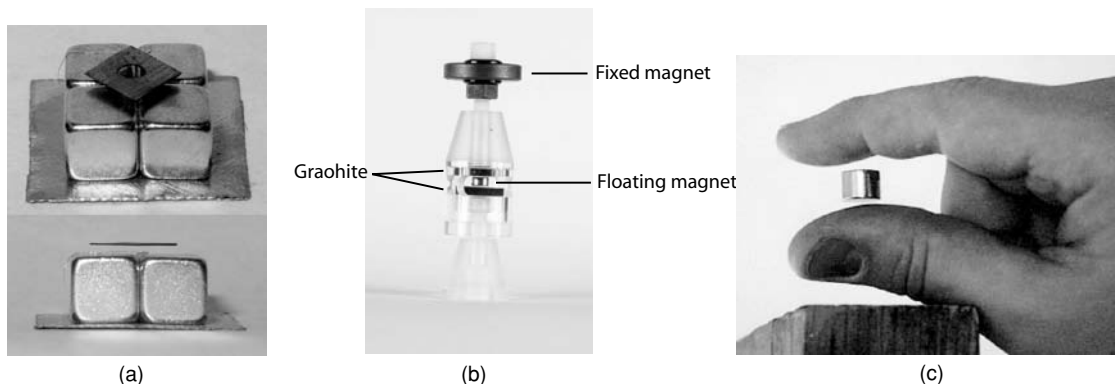 Fixed magnet
Graohite
Floating magnet
(a)
(b)
(c)